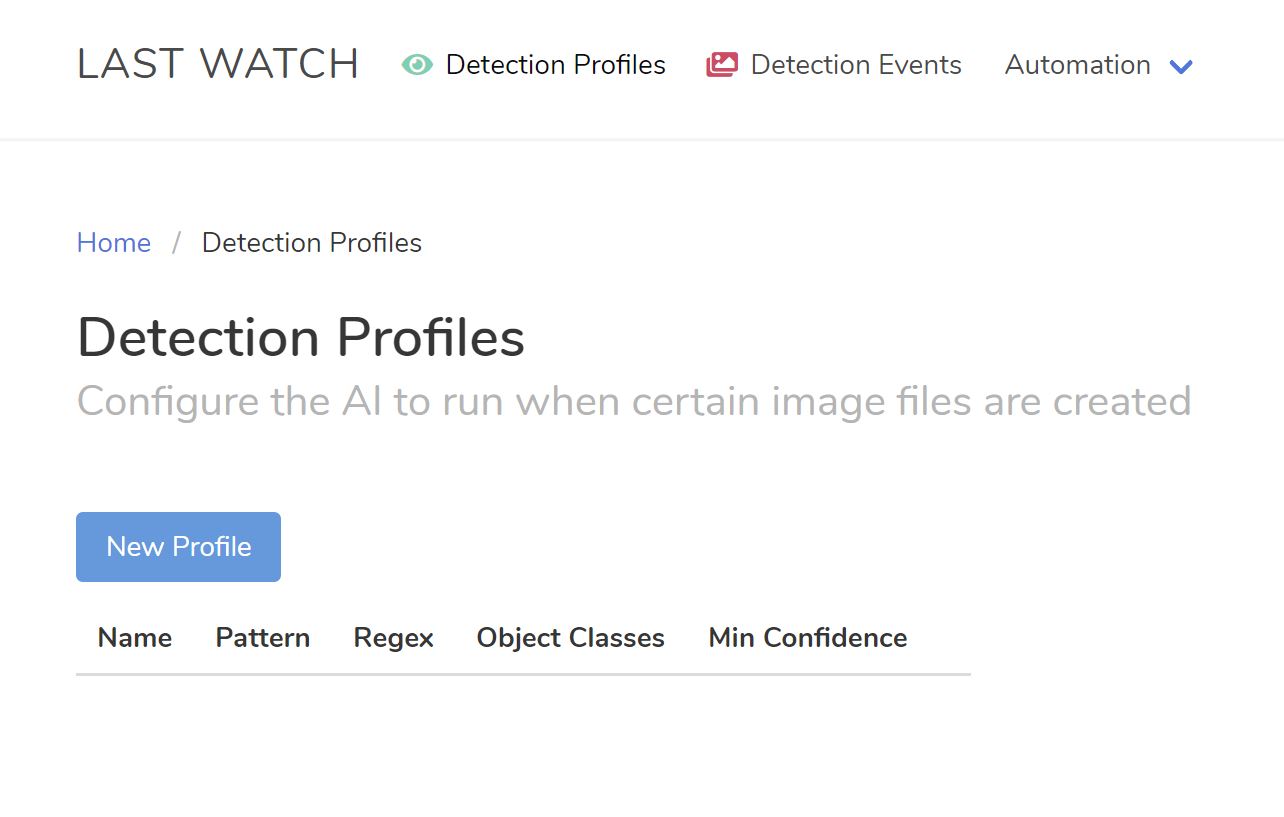 LAST WATCH Detection Profiles Detection Events Automation
Home / Detection Profiles
Detection Profiles
Configure the AI to run when certain image files are created
New Profile
Name Pattern Regex Object Classes Min Confidence